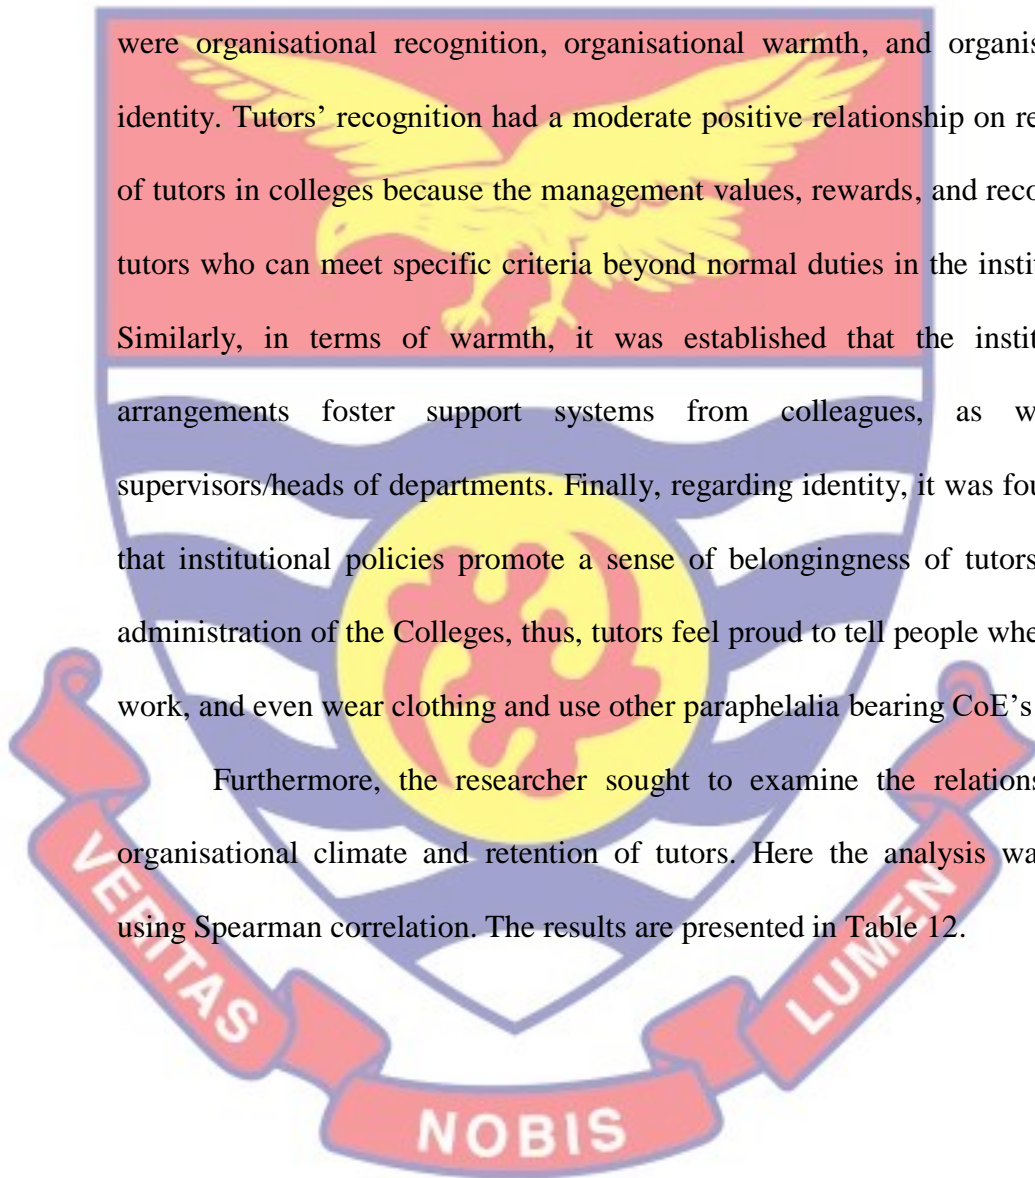 were organisational recognition, organisational warmth, and organis
identity. Tutors’ recognition had a moderate positive relationship on re
of tutors in colleges because the management values, rewards, and reco
tutors who can meet specific criteria beyond normal duties in the instit
Similarly, in terms of warmth, it was established that the instit
arrangements foster support systems from colleagues, as w
supervisors/heads of departments. Finally, regarding identity, it was fou
that institutional policies promote a sense of belongingness of tutors
administration of the Colleges, thus, tutors feel proud to tell people whe
work, and even wear clothing and use other paraphelalia bearing CoE’s
Furthermore, the researcher sought to examine the relations
organisational climate and retention of tutors. Here the analysis wa
using Spearman correlation. The results are presented in Table 12.
VERITAS
NOBIS
LUMEN